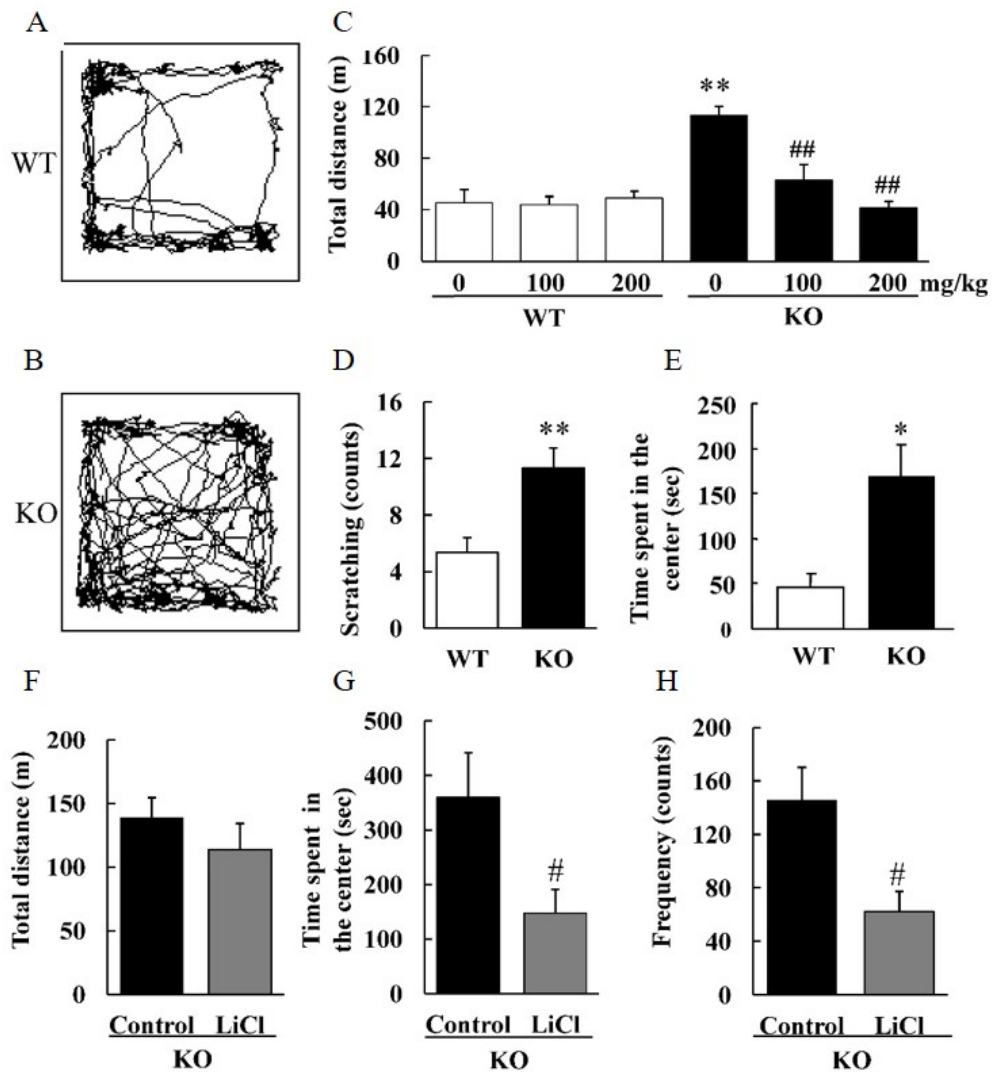 A
WT
C
Total distance (m)
160
120
80
40
0
**
##
##
0 100 200 0 100 200 mg/kg
WT KO
B
KO
D
Scratching (counts)
16
12
8
4
0
**
WT KO
E
Time spent in the
center (sec)
250
200
150
100
50
0
*
WT KO
F
Total distance (m)
200
150
100
50
0
Control LiCl
KO
G
Time spent in
the center (sec)
500
400
300
200
100
0
#
Control LiCl
KO
H
Frequency (counts)
200
160
120
80
40
0
#
Control LiCl
KO